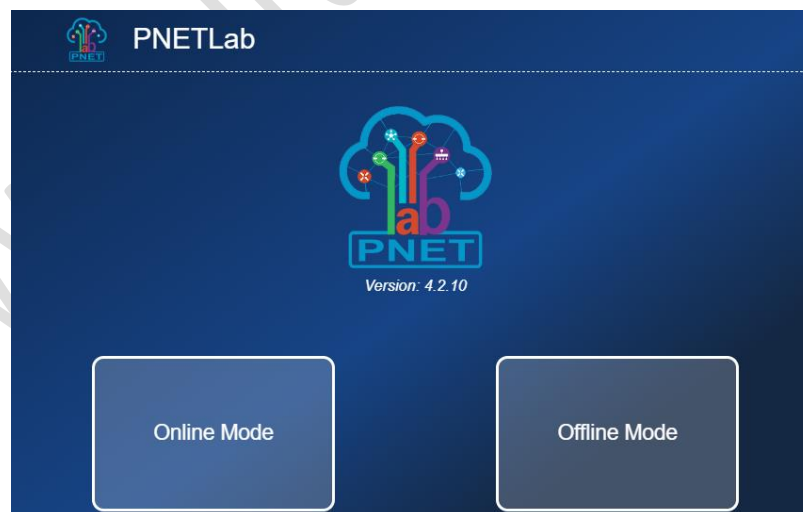 PNET
PNETLab
lab
PNET
Version: 4.2.10
Online Mode
Offline Mode